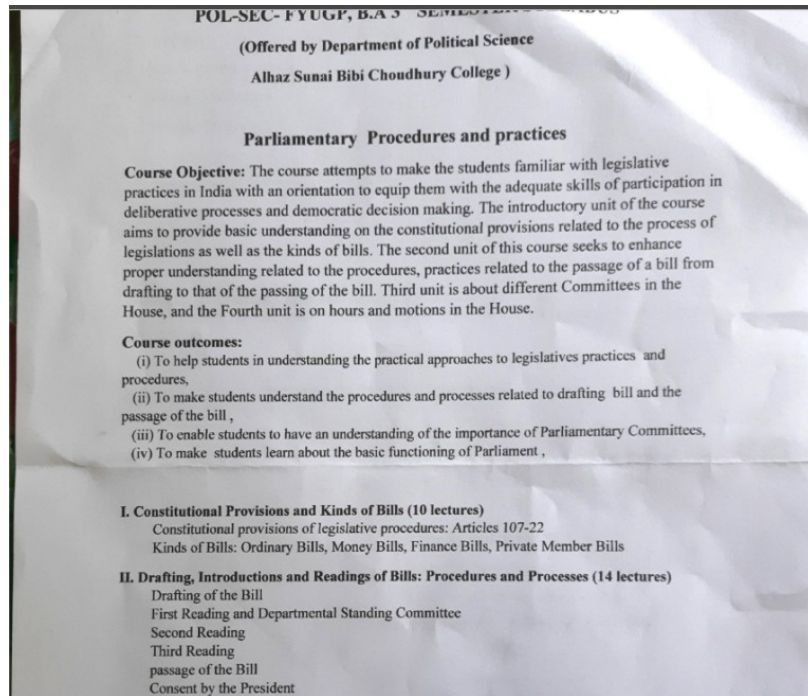 POL-SEC- FYUGP, B.A 3
(Offered by Department of Political Science
Alhaz Sunai Bibi Choudhury College )
Parliamentary Procedures and practices
Course Objective: The course attempts to make the students familiar with legislative
practices in India with an orientation to equip them with the adequate skills of participation in
deliberative processes and democratic decision making. The introductory unit of the course
aims to provide basic understanding on the constitutional provisions related to the process of
legislations as well as the kinds of bills. The second unit of this course seeks to enhance
proper understanding related to the procedures, practices related to the passage of a bill from
drafting to that of the passing of the bill. Third unit is about different Committees in the
House, and the Fourth unit is on hours and motions in the House.
Course outcomes:
(i) To help students in understanding the practical approaches to legislatives practices and
procedures,
(ii) To make students understand the procedures and processes related to drafting bill and the
passage of the bill ,
(iii) To enable students to have an understanding of the importance of Parliamentary Committees,
(iv) To make students learn about the basic functioning of Parliament ,
I. Constitutional Provisions and Kinds of Bills (10 lectures)
Constitutional provisions of legislative procedures: Articles 107-22
Kinds of Bills: Ordinary Bills, Money Bills, Finance Bills, Private Member Bills
II. Drafting, Introductions and Readings of Bills: Procedures and Processes (14 lectures)
Drafting of the Bill
First Reading and Departmental Standing Committee
Second Reading
Third Reading
passage of the Bill
Consent by the President